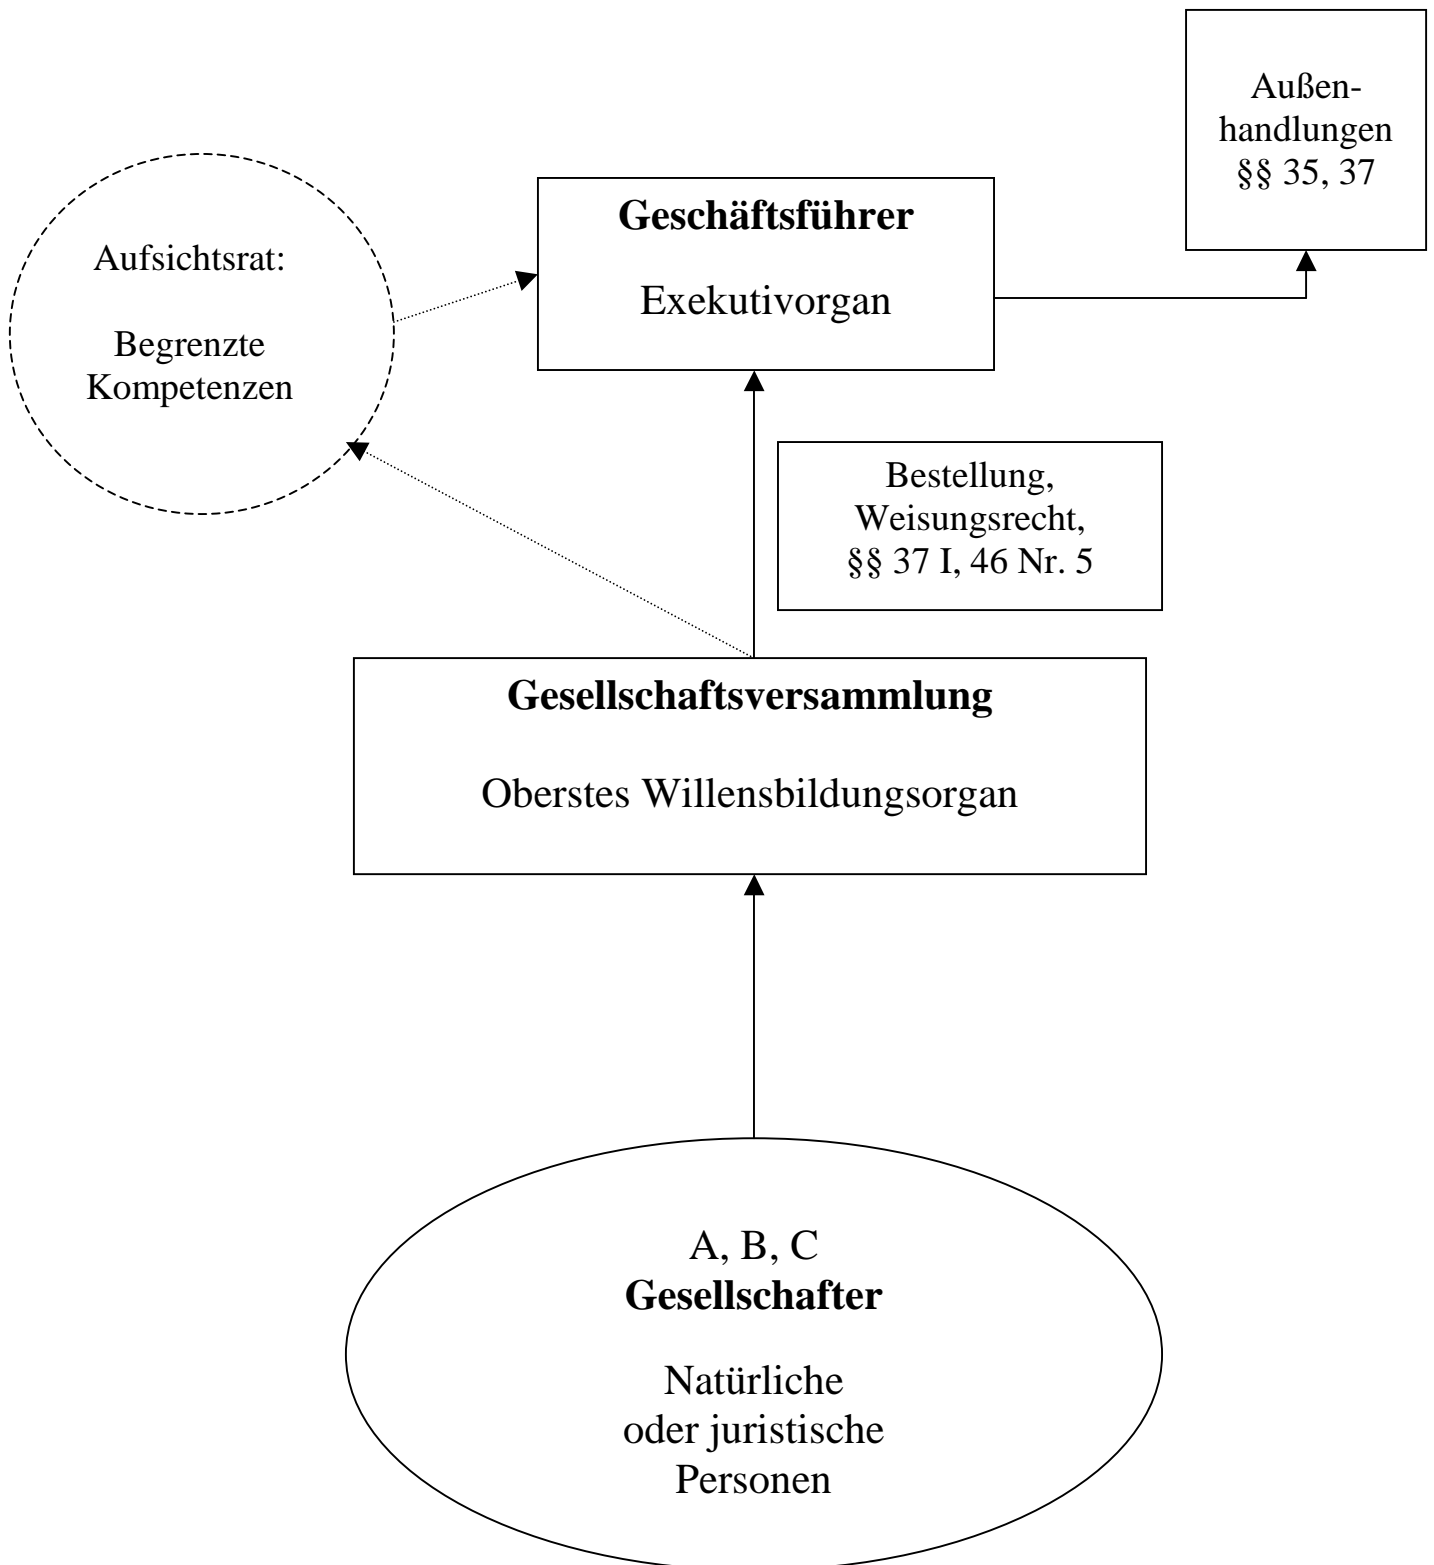 Außen-
handlungen
§§ 35, 37
Geschäftsführer
Exekutivorgan
Aufsichtsrat:
Begrenzte
Kompetenzen
Bestellung,
Weisungsrecht,
§§ 37 I, 46 Nr. 5
Gesellschaftsversammlung
Oberstes Willensbildungsorgan
A, B, C
Gesellschafter
Natürliche
oder juristische
Personen